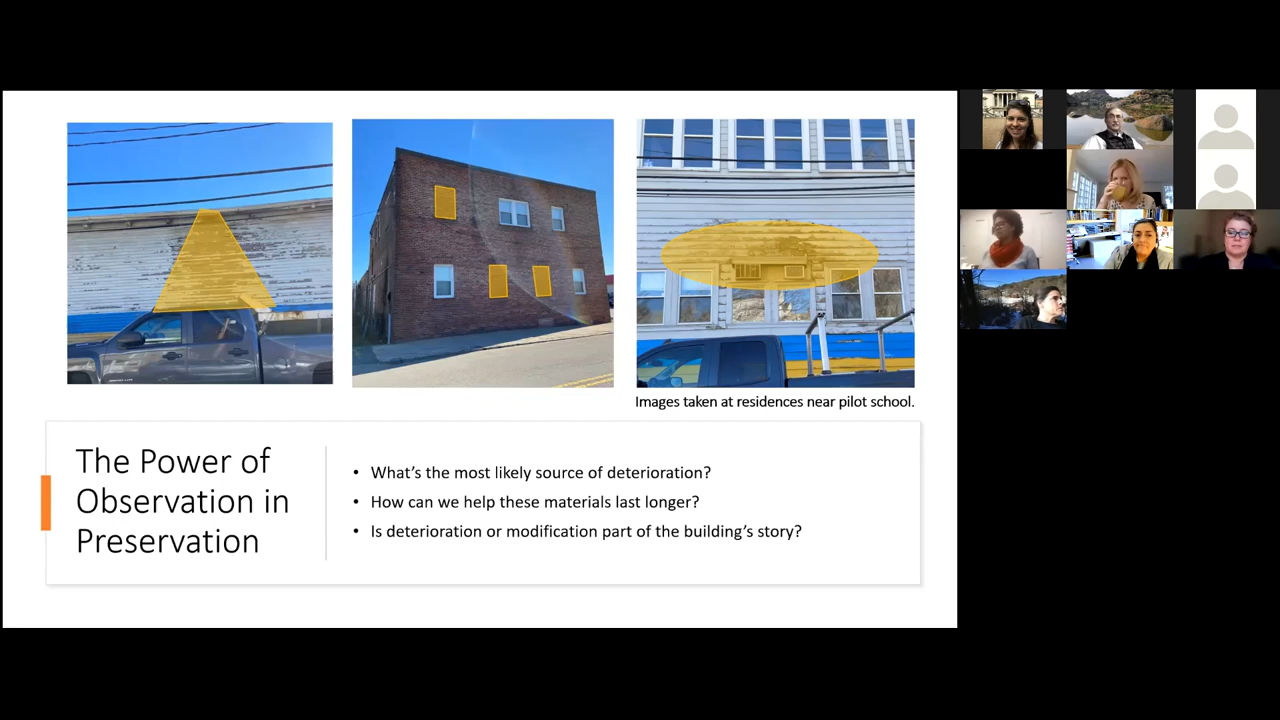 Images taken at residences near pilot school.
The Power of
Observation in
Preservation
• What's the most likely source of deterioration?
• How can we help these materials last longer?
• Is deterioration or modification part of the building's story?